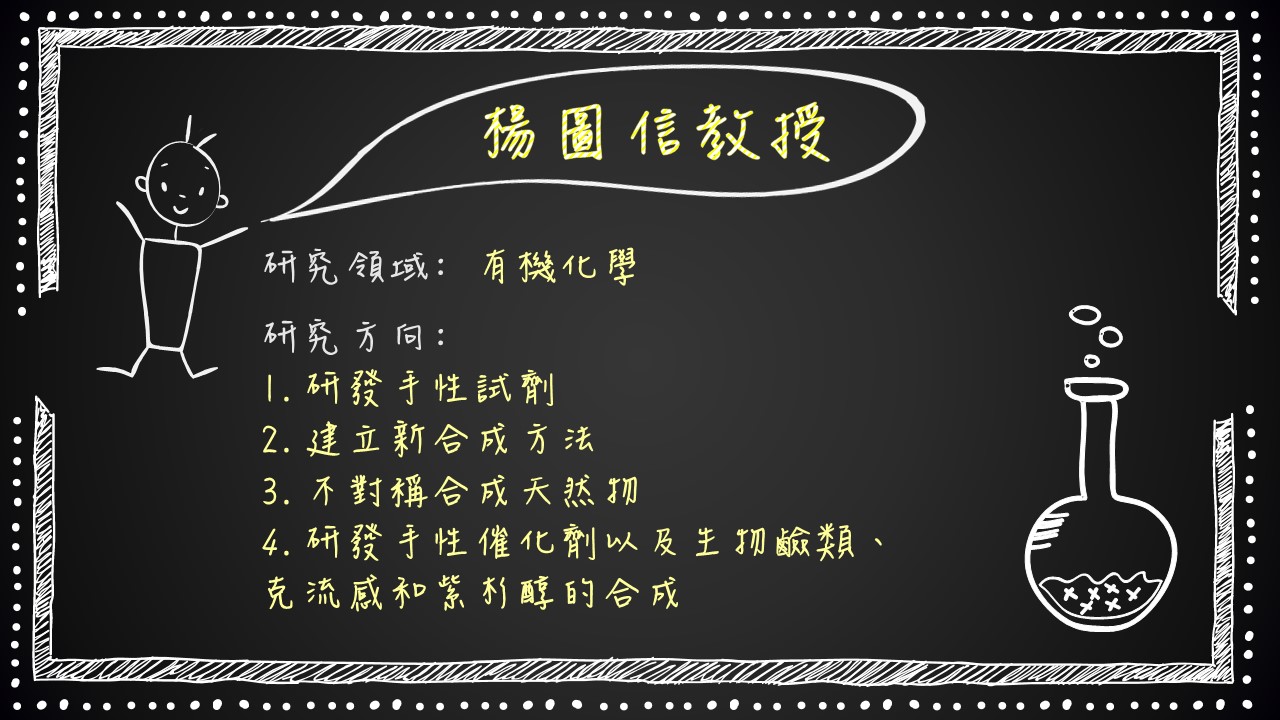 楊圖信教授
研究領域: 有機化學
研究方向:
1. 研發手性試劑
2. 建立新合成方法
3. 不對稱合成天然物
4. 研發手性催化劑以及生物鹼類、
克流感和紫杉醇的合成